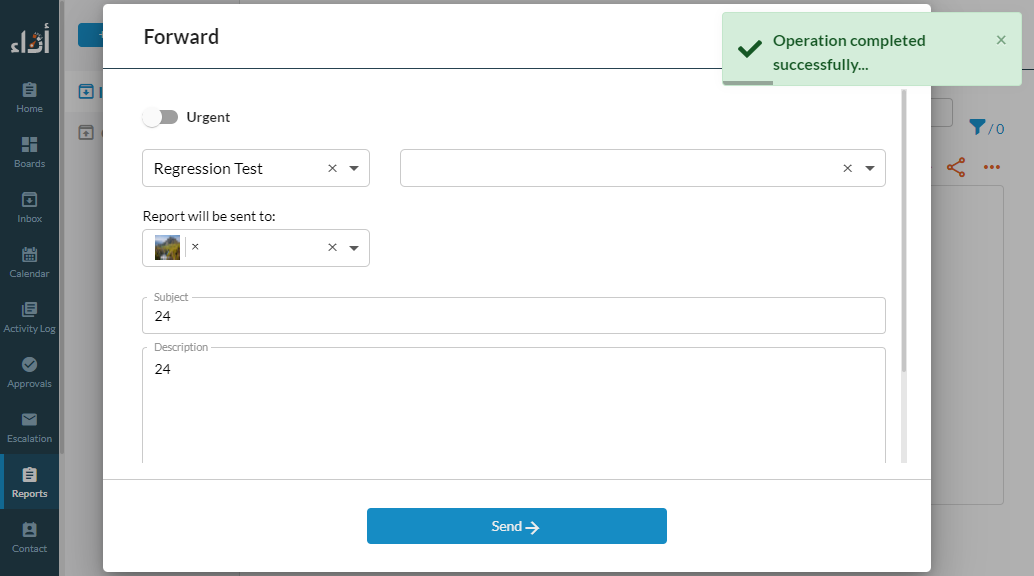 أداء
Home
Boards
Inbox
Calendar
Activity Log
Approvals
Escalation
Reports
Contact
Forward
Operation completed
successfully...
Urgent
Regression Test
Report will be sent to:
Subject
24
Description
24
Send
/ 0